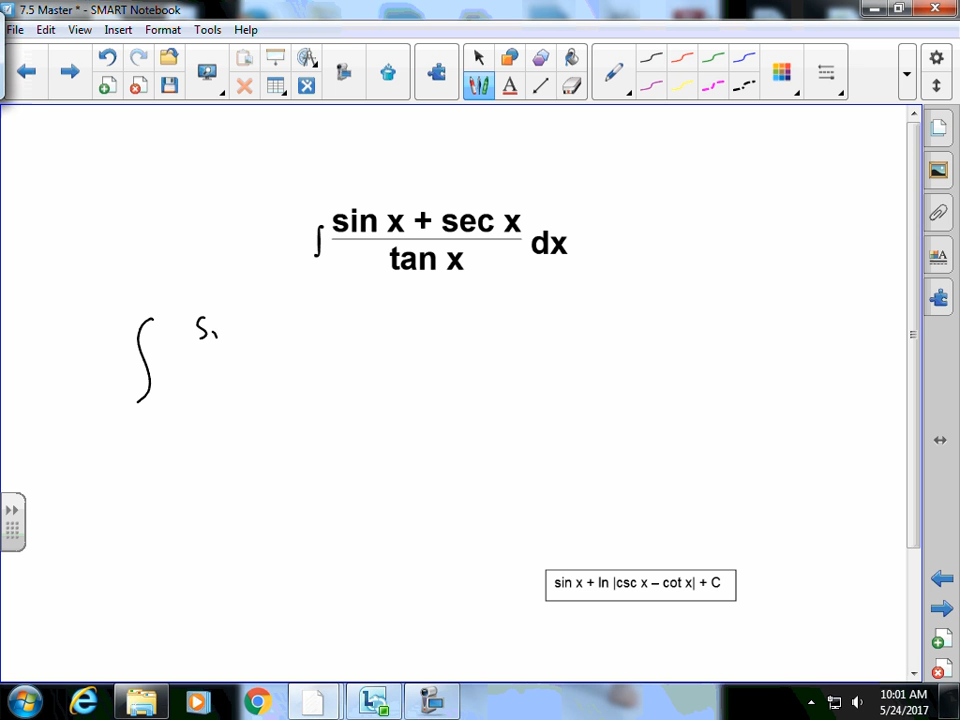 7.5 Master * - SMART Notebook
File Edit View Insert Format Tools Help
∫ sin x + sec x
tan x
dx
∫ si
sin x + ln |csc x – cot x| + C
10:01 AM
5/24/2017